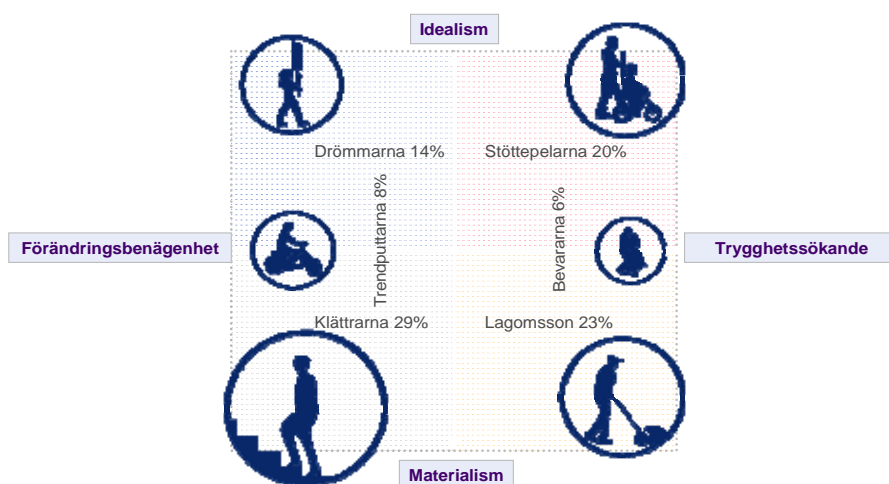 Idealism
Drömmarna 14%
Stöttepelarna 20%
Trendputtarna 8%
Bevararna 6%
Förändringsbenägenhet
Trygghetssökande
Klättrarna 29%
Lagomsson 23%
Materialism